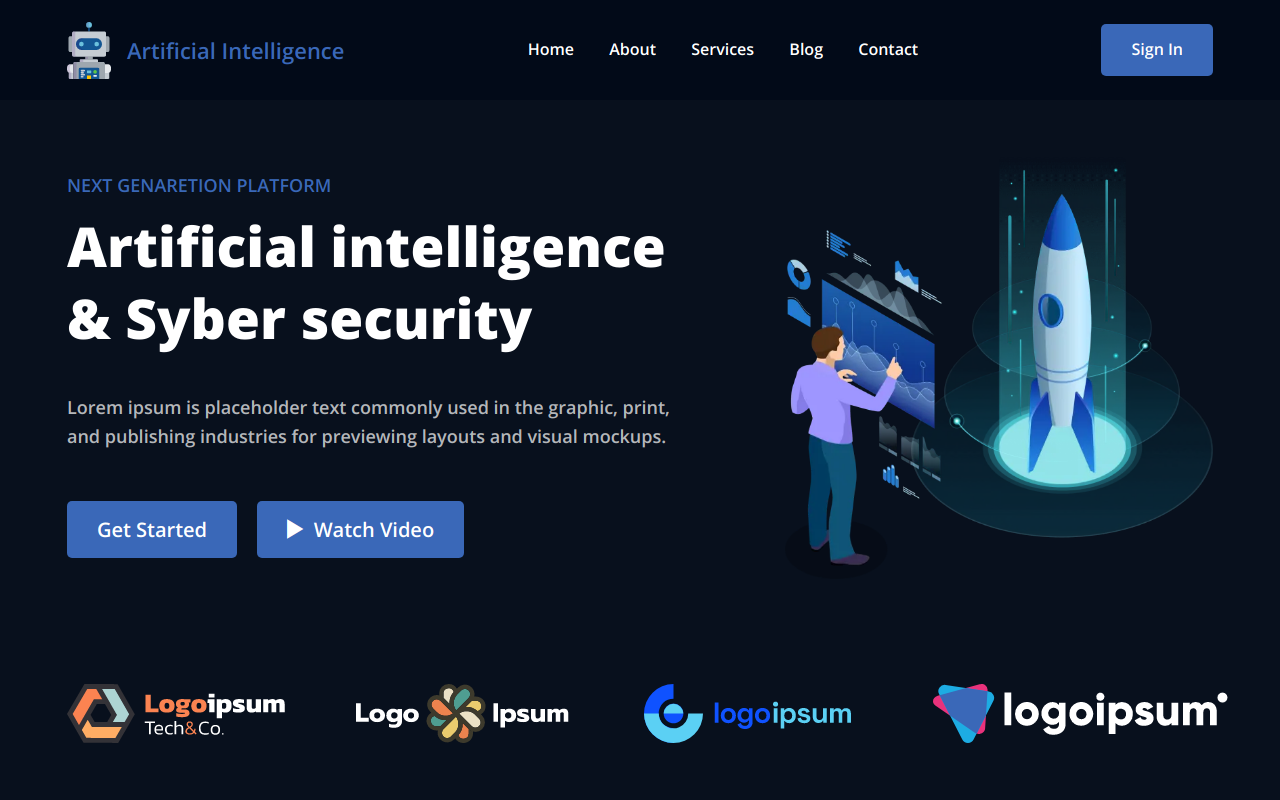 Artificial Intelligence
Home About Services Blog Contact
Sign In
NEXT GENARETION PLATFORM
Artificial intelligence
& Syber security
Lorem ipsum is placeholder text commonly used in the graphic, print,
and publishing industries for previewing layouts and visual mockups.
Get Started
Watch Video
Logoipsum
Tech&Co.
Logo Ipsum
logoipsum
logoipsum